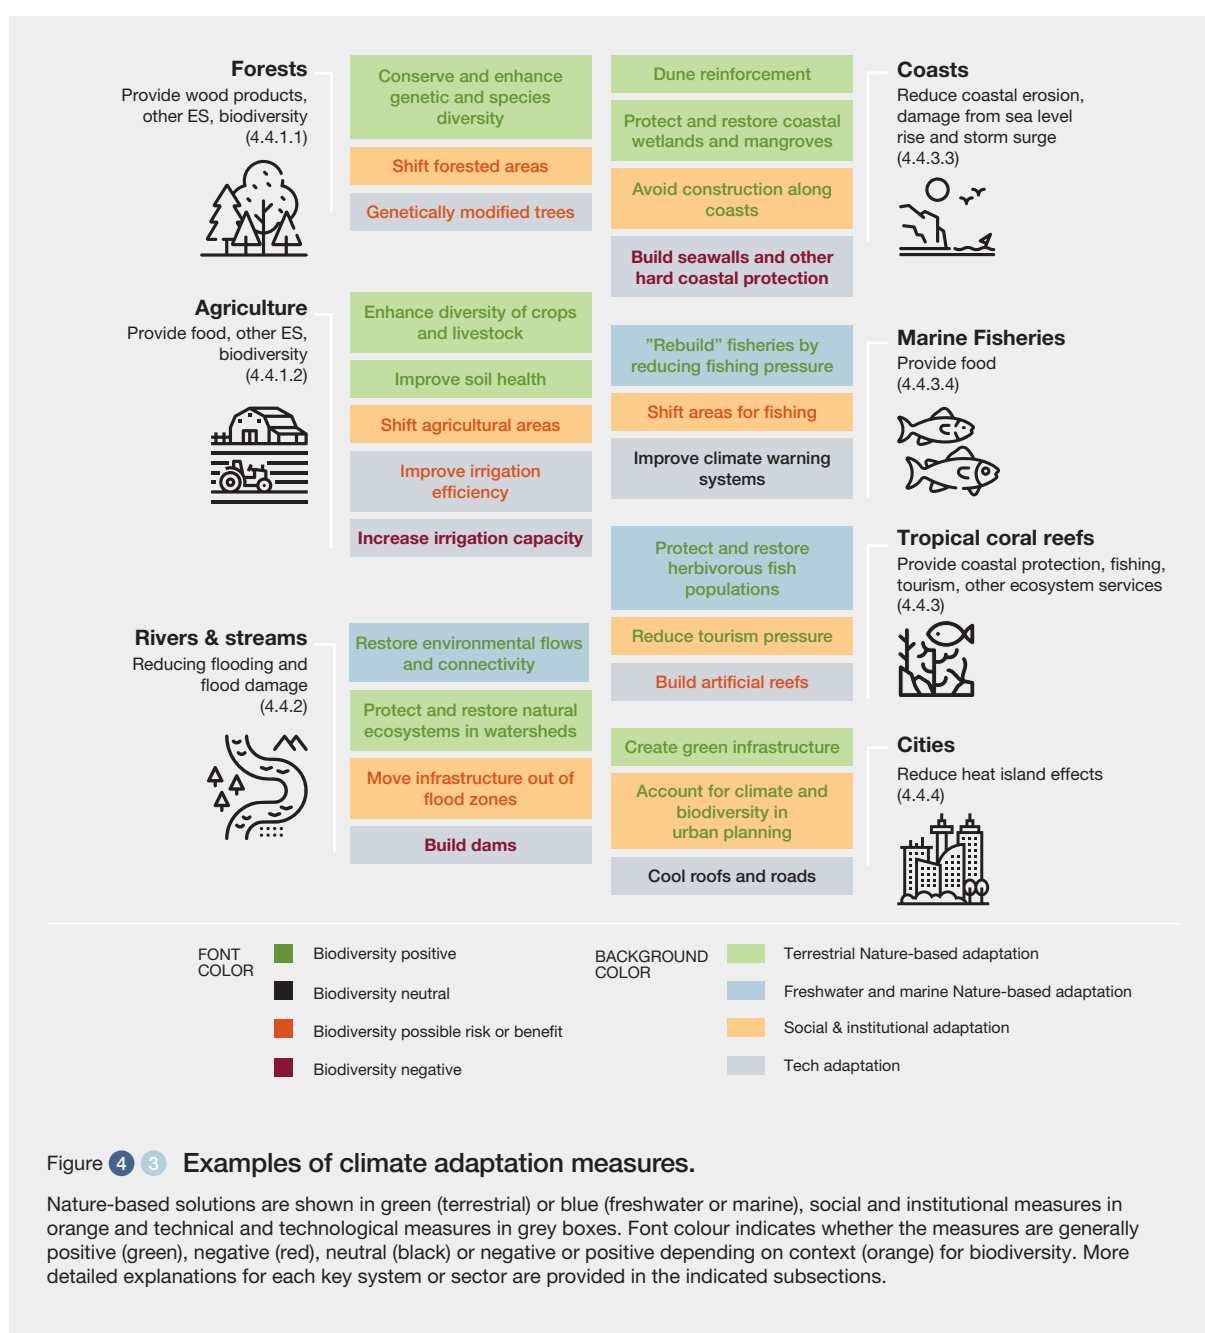 Forests
Provide wood products,
other ES, biodiversity
(4.4.1.1)
Conserve and enhance
genetic and species
diversity
Shift forested areas
Genetically modified trees
Agriculture
Provide food, other ES,
biodiversity
(4.4.1.2)
Enhance diversity of crops
and livestock
Improve soil health
Shift agricultural areas
Improve irrigation
efficiency
Increase irrigation capacity
Rivers & streams
Reducing flooding and
flood damage
(4.4.2)
Restore environmental flows
and connectivity
Protect and restore natural
ecosystems in watersheds
Move infrastructure out of
flood zones
Build dams
Dune reinforcement
Protect and restore coastal
wetlands and mangroves
Avoid construction along
coasts
Build seawalls and other
hard coastal protection
Coasts
Reduce coastal erosion,
damage from sea level
rise and storm surge
(4.4.3.3)
”Rebuild” fisheries by
reducing fishing pressure
Shift areas for fishing
Improve climate warning
systems
Marine Fisheries
Provide food
(4.4.3.4)
Protect and restore
herbivorous fish
populations
Reduce tourism pressure
Build artificial reefs
Tropical coral reefs
Provide coastal protection, fishing,
tourism, other ecosystem services
(4.4.3)
Create green infrastructure
Account for climate and
biodiversity in
urban planning
Cool roofs and roads
Cities
Reduce heat island effects
(4.4.4)
FONT
COLOR
Biodiversity positive
Biodiversity neutral
Biodiversity possible risk or benefit
Biodiversity negative
BACKGROUND
COLOR
Terrestrial Nature-based adaptation
Freshwater and marine Nature-based adaptation
Social & institutional adaptation
Tech adaptation
Figure 4 3 Examples of climate adaptation measures.
Nature-based solutions are shown in green (terrestrial) or blue (freshwater or marine), social and institutional measures in
orange and technical and technological measures in grey boxes. Font colour indicates whether the measures are generally
positive (green), negative (red), neutral (black) or negative or positive depending on context (orange) for biodiversity. More
detailed explanations for each key system or sector are provided in the indicated subsections.